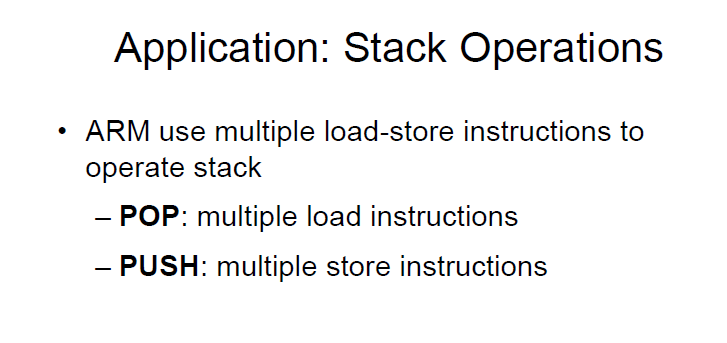 Application: Stack Operations
• ARM use multiple load-store instructions to
operate stack
– POP: multiple load instructions
– PUSH: multiple store instructions